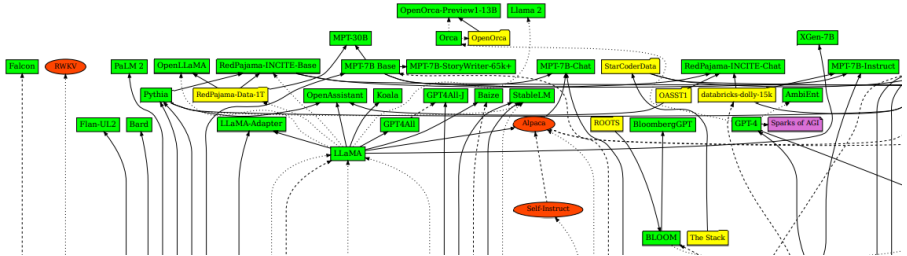 OpenOrca-Preview1-13B
Llama 2
Orca
OpenOrca
MPT-30B
XGen-7B
Falcon
RWKV
PaLM 2
OpenLLaMA
RedPajama-INCITE-Base
MPT-7B Base
MPT-7B-StoryWriter-65k+
MPT-7B-Chat
StarCoderData
RedPajama-INCITE-Chat
MPT-7B-Instruct
Pythia
RedPajama-Data-1T
OpenAssistant
Koala
GPT4All-J
Baize
StableLM
OASST1
databricks-dolly-15k
AmbiEnt
Flan-UL2
Bard
LLaMA-Adapter
GPT4All
Alpaca
ROOTS
BloombergGPT
GPT-4
Sparks of AGI
LLaMA
Self-Instruct
BLOOM
The Stack